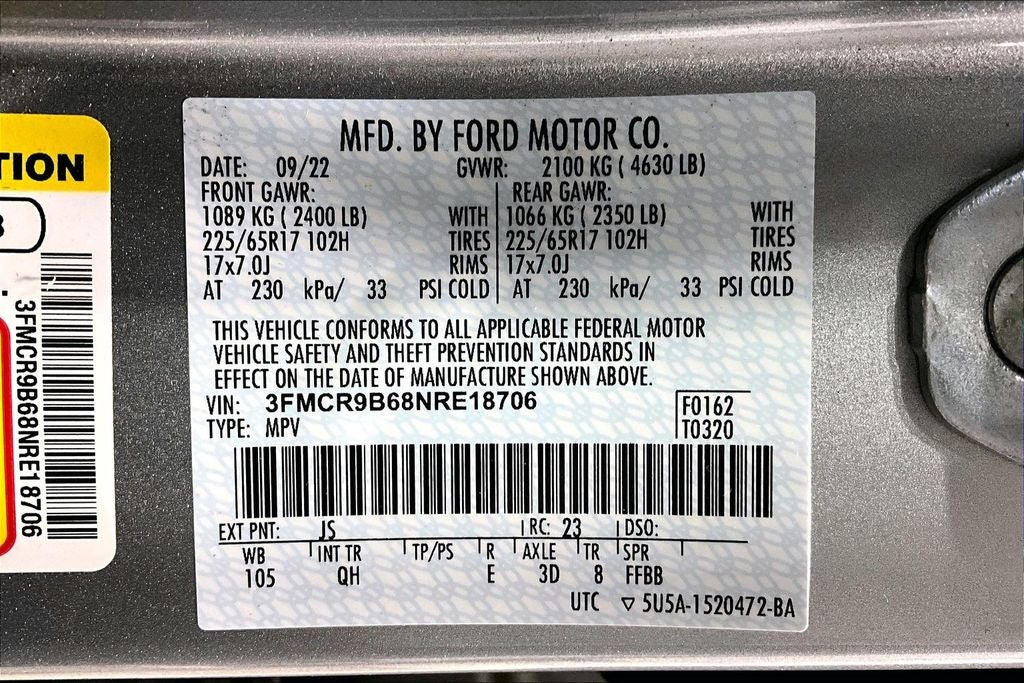 MFD. BY FORD MOTOR CO.
DATE: 09/22 GVWR: 2100 KG ( 4630 LB)
FRONT GAWR: REAR GAWR:
1089 KG ( 2400 LB) WITH 1066 KG ( 2350 LB) WITH
225/65R17 102H TIRES 225/65R17 102H TIRES
17x7.0J RIMS 17x7.0J RIMS
AT 230 kPa/ 33 PSI COLD AT 230 kPa/ 33 PSI COLD
THIS VEHICLE CONFORMS TO ALL APPLICABLE FEDERAL MOTOR
VEHICLE SAFETY AND THEFT PREVENTION STANDARDS IN
EFFECT ON THE DATE OF MANUFACTURE SHOWN ABOVE.
VIN: 3FMCR9B68NRE18706 F0162
TYPE: MPV T0320
EXT PNT: JS RC: 23 DSO:
WB INT TR TP/PS R AXLE TR SPR
105 QH E 3D 8 FFBB
UTC ▽ 5U5A-1520472-BA
TION
3FMCR9B68NRE18706